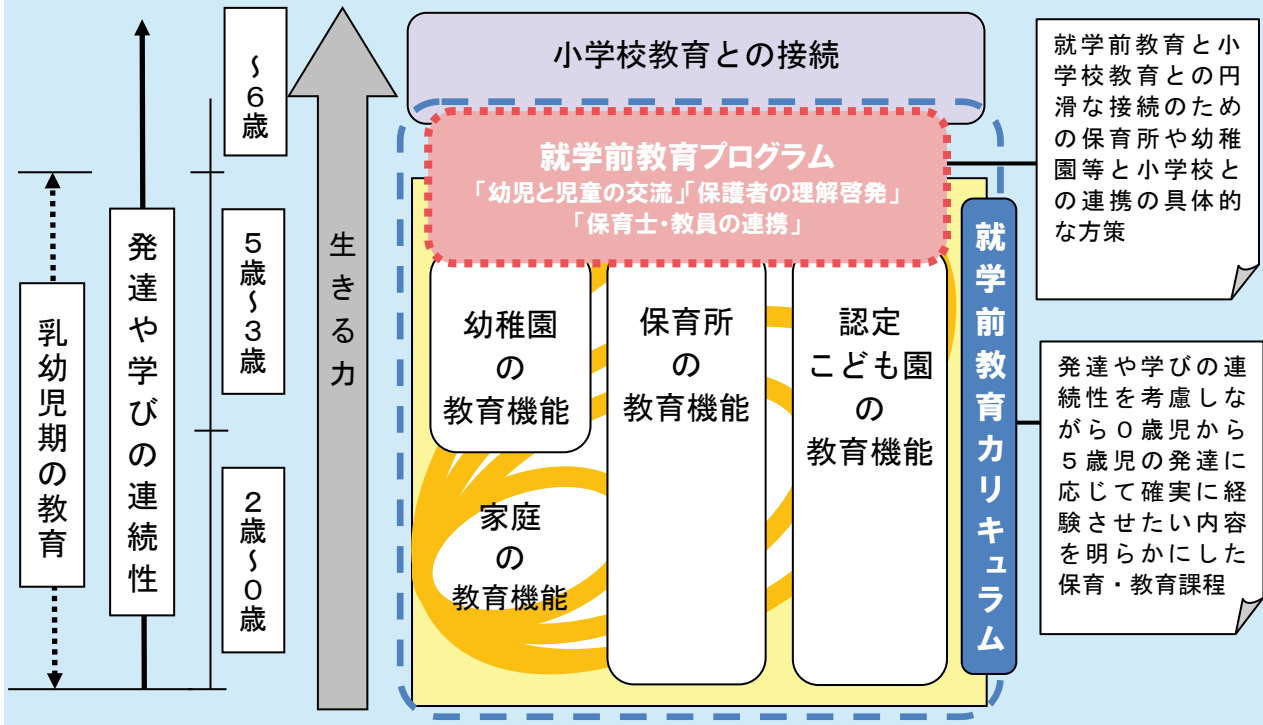 乳幼児期の教育
発達や学びの連続性
～６歳
５歳～３歳
２歳～０歳
生きる力
小学校教育との接続
就学前教育プログラム
「幼児と児童の交流」「保護者の理解啓発」
「保育士・教員の連携」
幼稚園
の
教育機能
保育所
の
教育機能
認定
こども園
の
教育機能
家庭
の
教育機能
就学前教育カリキュラム
就学前教育と小
学校教育との円
滑な接続のため
の保育所や幼稚
園等と小学校と
の連携の具体的
な方策
発達や学びの連
続性を考慮しな
がら０歳児から
５歳児の発達に
応じて確実に経
験させたい内容
を明らかにした
保育・教育課程